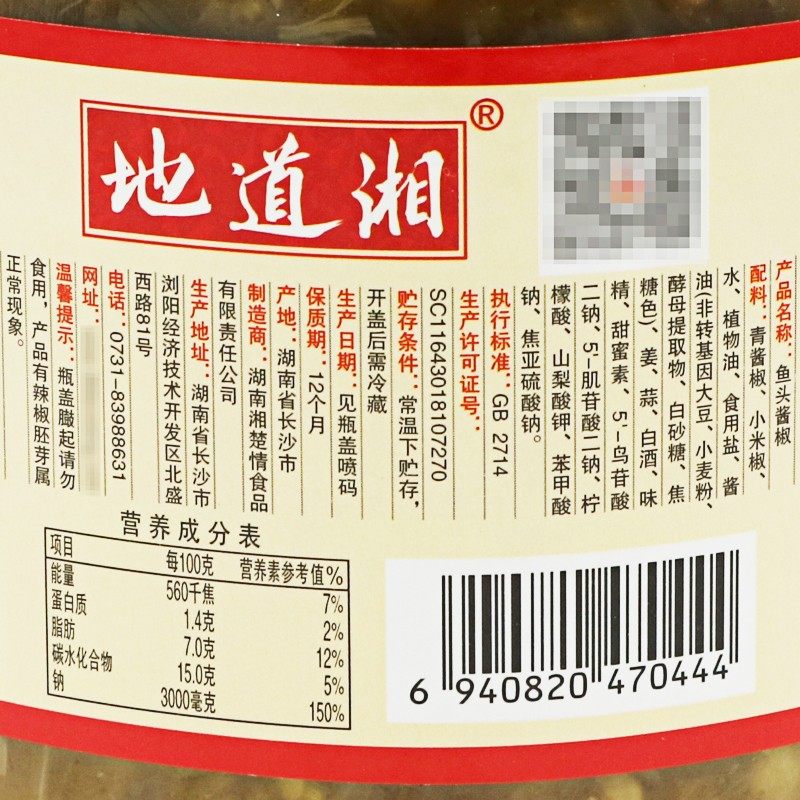 地道湘®
产品名称：鱼头酱椒
配料：青酱椒、小米椒、
水、植物油、食用盐、酱
油(非转基因大豆、小麦粉、
酵母提取物、白砂糖、焦
糖色)、姜、蒜、白酒、味
精、甜蜜素、5'-鸟苷酸
二钠、5'-肌苷酸二钠、柠
檬酸、山梨酸钾、苯甲酸
钠、焦亚硫酸钠。
执行标准：GB 2714
生产许可证号：
SC11643018107270
贮存条件：常温下贮存，
开盖后需冷藏
生产日期：见瓶盖喷码
保质期：12个月
产地：湖南省长沙市
制造商：湖南湘楚情食品
有限责任公司
生产地址：湖南省长沙市
浏阳经济技术开发区北盛
西路81号
电话：0731-83988631
网址：
温馨提示：瓶盖臌起请勿
食用，产品有辣椒胚芽属
正常现象。
营养成分表
项目 每100克 营养素参考值%
能量 560千焦 7%
蛋白质 1.4克 2%
脂肪 7.0克 12%
碳水化合物 15.0克 5%
钠 3000毫克 150%
6 940820 470444